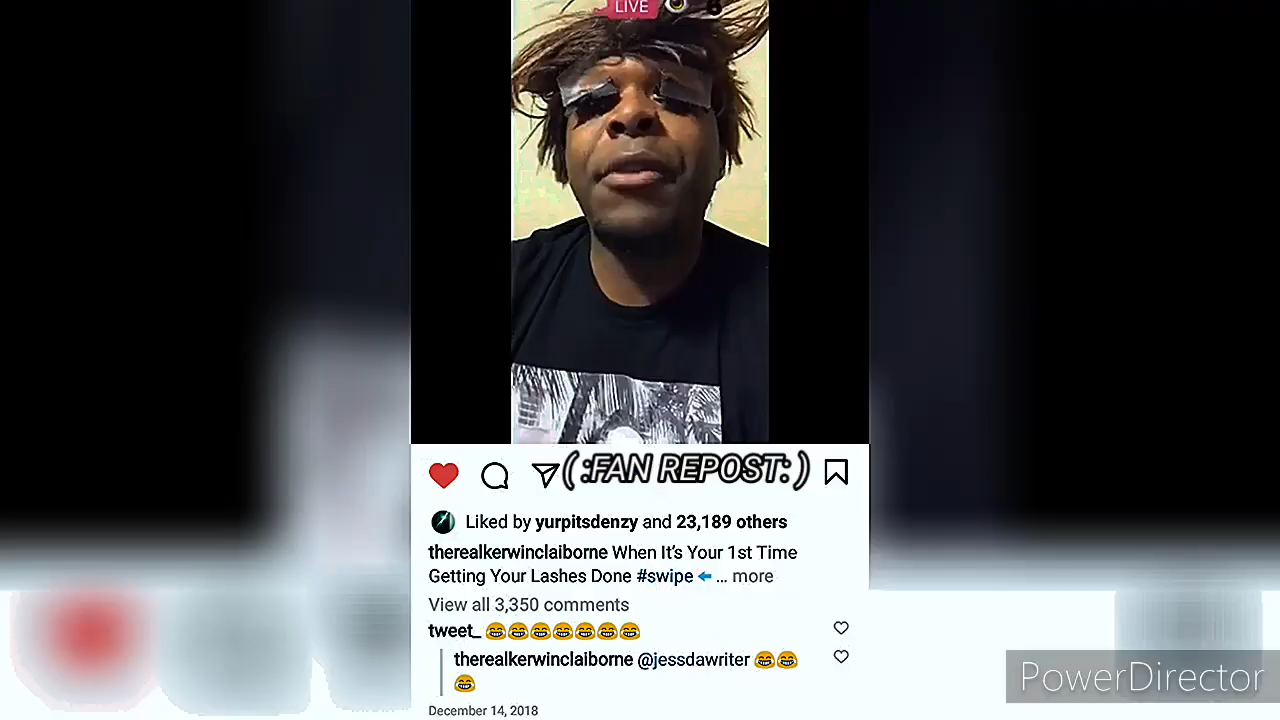 LIVE
( :FAN REPOST: )
Liked by yurpitsdenzy and 23,189 others
therealkerwinclaiborne When It's Your 1st Time
Getting Your Lashes Done #swipe ⬅ ... more
View all 3,350 comments
tweet_ 😂😂😂😂😂😂😂
therealkerwinclaiborne @jessdawriter 😂😂
😂
December 14, 2018
PowerDirector